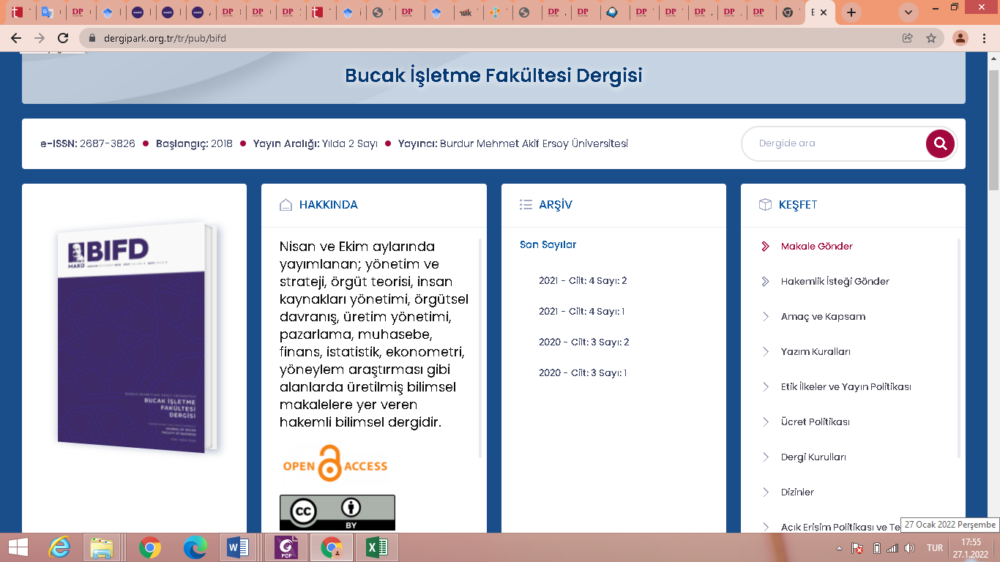 dergipark.org.tr/tr/pub/bifd
Bucak İşletme Fakültesi Dergisi
e-ISSN: 2687-3826 • Başlangıç: 2018 • Yayın Aralığı: Yılda 2 Sayı • Yayıncı: Burdur Mehmet Akif Ersoy Üniversitesi
Dergide ara
BIFD
MAKÜ
BUCAK İŞLETME
FAKÜLTESİ
DERGİSİ
JOURNAL OF BUCAK
FACULTY OF BUSINESS
HAKKINDA
Nisan ve Ekim aylarında
yayımlanan; yönetim ve
strateji, örgüt teorisi, insan
kaynakları yönetimi, örgütsel
davranış, üretim yönetimi,
pazarlama, muhasebe,
finans, istatistik, ekonometri,
yöneylem araştırması gibi
alanlarda üretilmiş bilimsel
makalelere yer veren
hakemli bilimsel dergidir.
OPEN ACCESS
CC BY
ARŞİV
Son Sayılar
2021 - Cilt: 4 Sayı: 2
2021 - Cilt: 4 Sayı: 1
2020 - Cilt: 3 Sayı: 2
2020 - Cilt: 3 Sayı: 1
KEŞFET
Makale Gönder
Hakemlik İsteği Gönder
Amaç ve Kapsam
Yazım Kuralları
Etik İlkeler ve Yayın Politikası
Ücret Politikası
Dergi Kurulları
Dizinler
Açık Erişim Politikası ve Te
27 Ocak 2022 Perşembe
TUR
17:55
27.1.2022